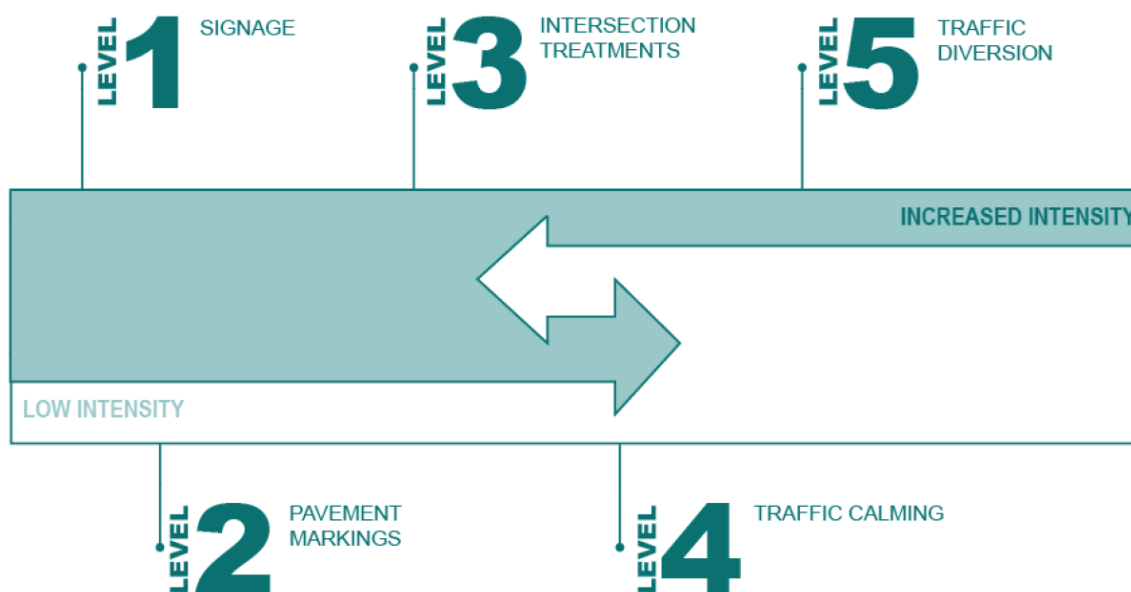 LEVEL 1 SIGNAGE
LEVEL 3 INTERSECTION
TREATMENTS
LEVEL 5 TRAFFIC
DIVERSION
INCREASED INTENSITY
LOW INTENSITY
LEVEL 2 PAVEMENT
MARKINGS
LEVEL 4 TRAFFIC CALMING